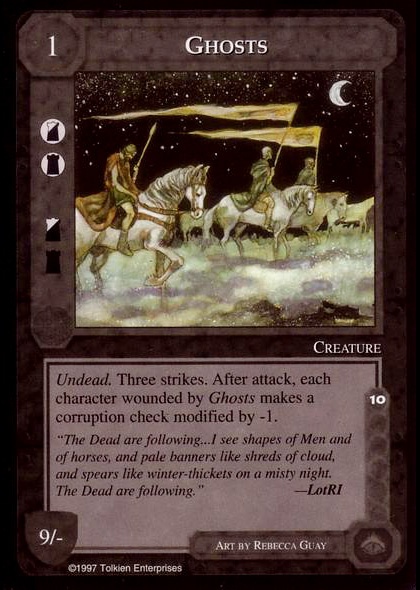 1
GHOSTS
CREATURE
Undead. Three strikes. After attack, each
character wounded by Ghosts makes a
corruption check modified by -1.
10
“The Dead are following...I see shapes of Men and
of horses, and pale banners like shreds of cloud,
and spears like winter-thickets on a misty night.
The Dead are following.” —LotRI
9/-
ART BY REBECCA GUAY
©1997 Tolkien Enterprises